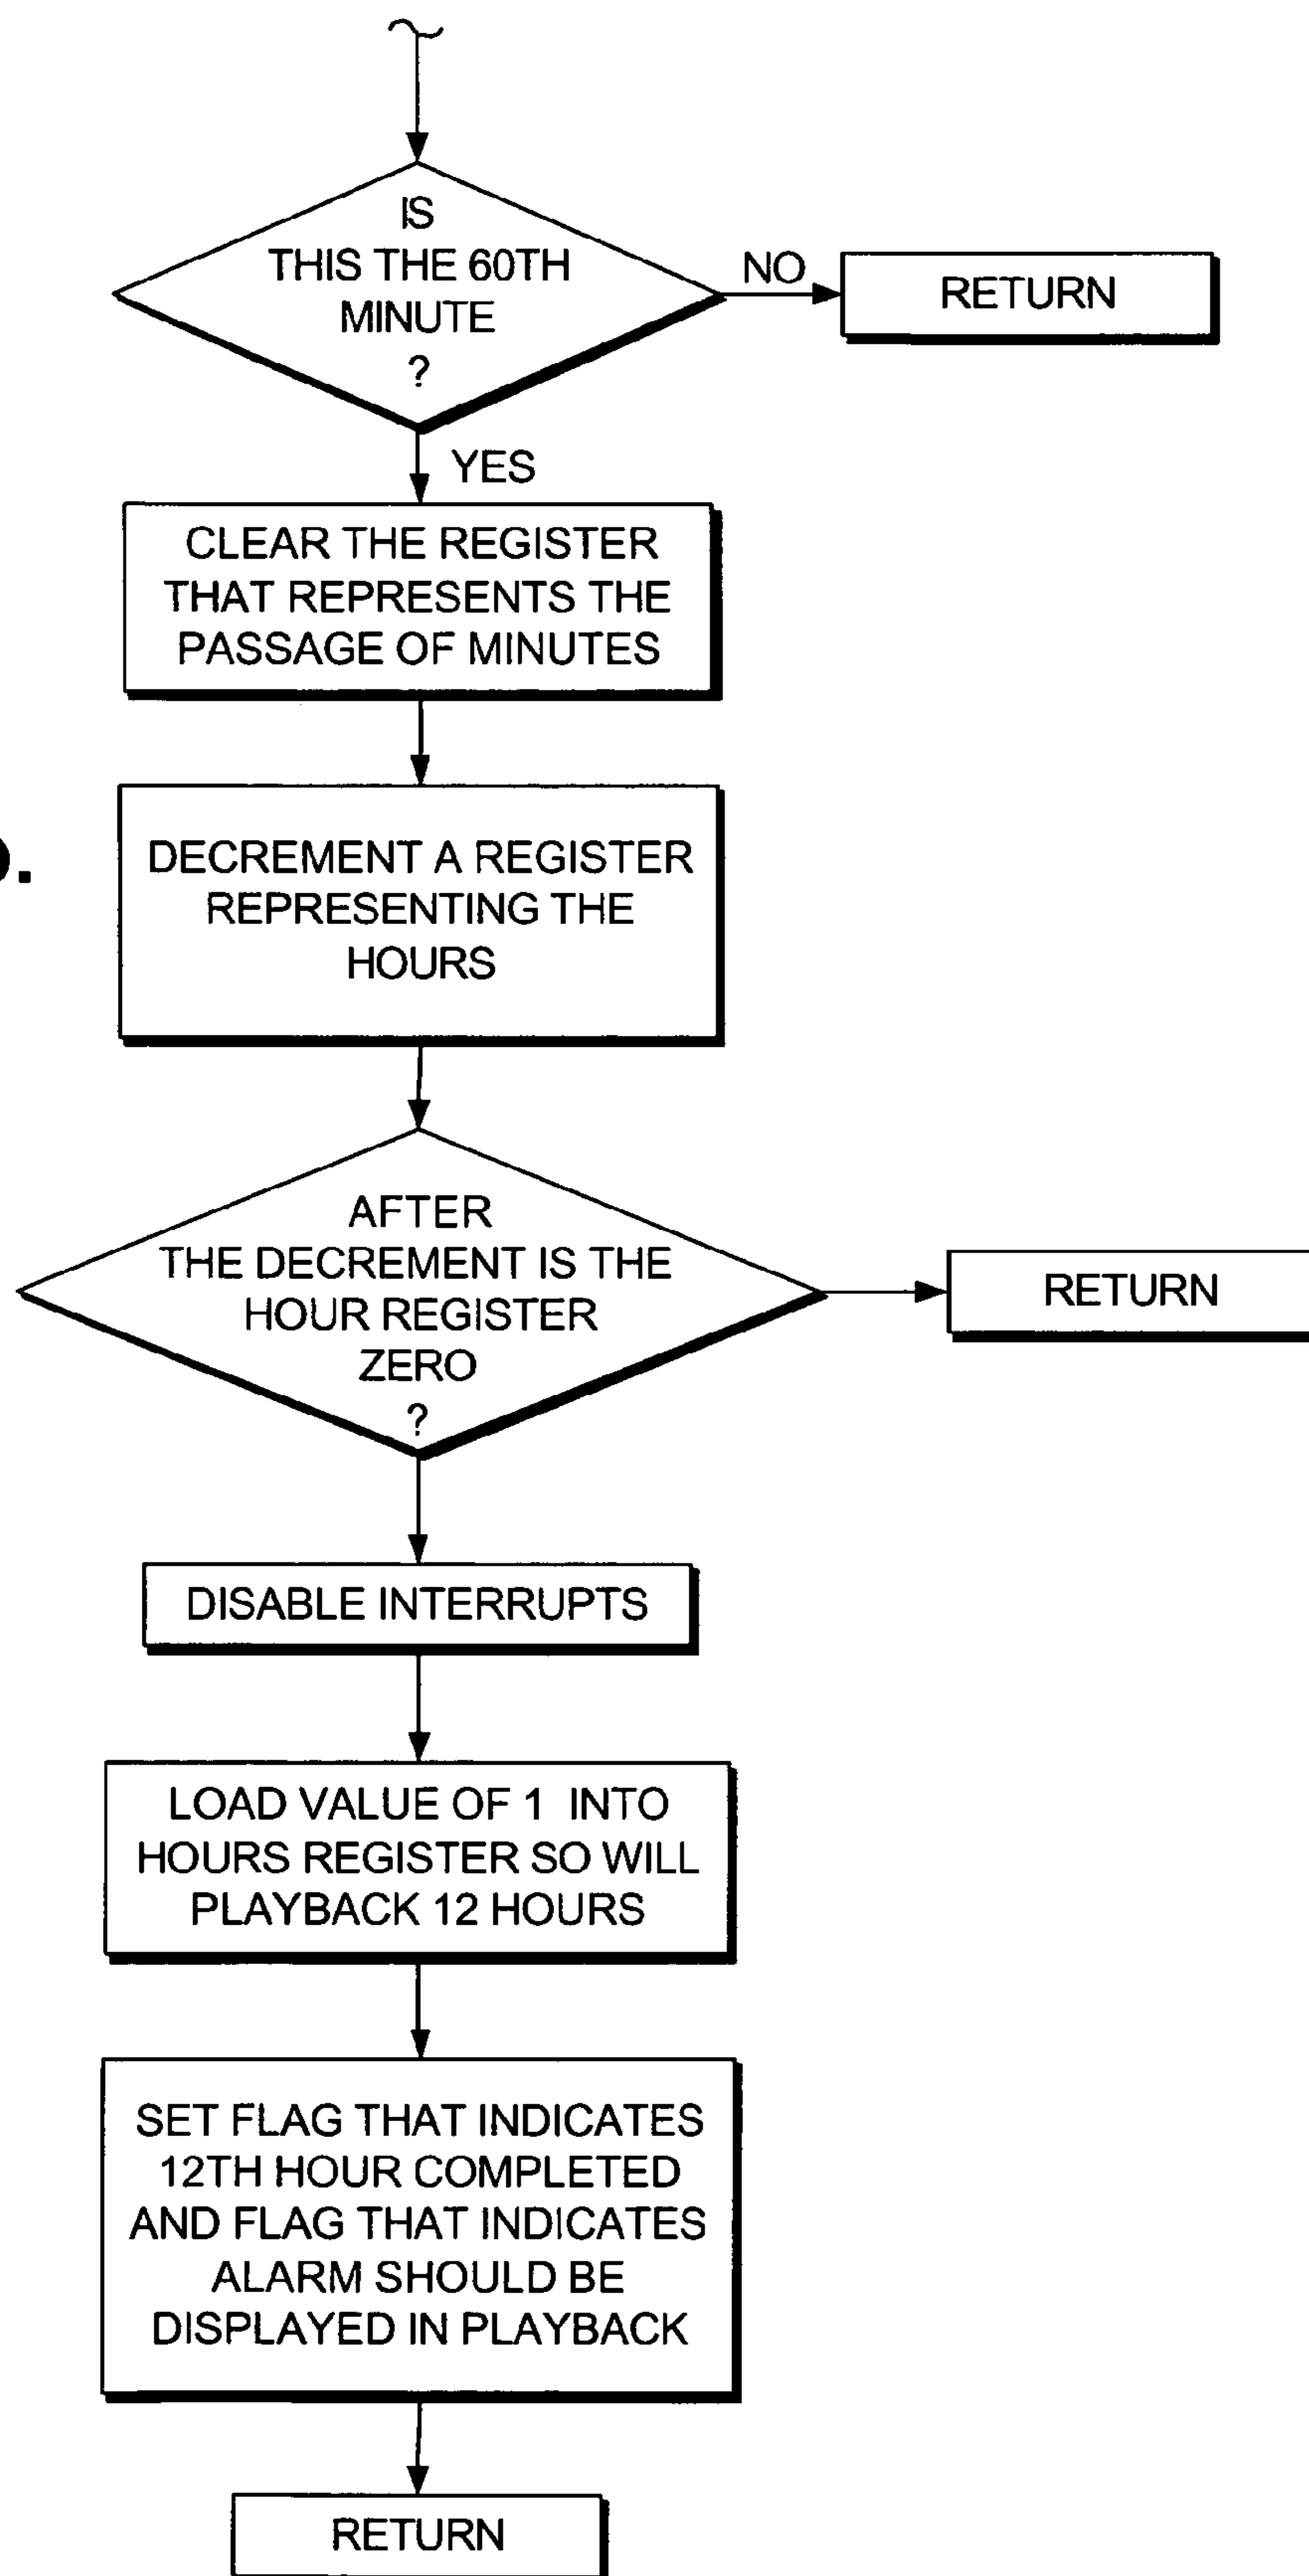 IS
THIS THE 60TH
MINUTE
?
NO
RETURN
YES
CLEAR THE REGISTER
THAT REPRESENTS THE
PASSAGE OF MINUTES
DECREMENT A REGISTER
REPRESENTING THE
HOURS
AFTER
THE DECREMENT IS THE
HOUR REGISTER
ZERO
?
RETURN
DISABLE INTERRUPTS
LOAD VALUE OF 1 INTO
HOURS REGISTER SO WILL
PLAYBACK 12 HOURS
SET FLAG THAT INDICATES
12TH HOUR COMPLETED
AND FLAG THAT INDICATES
ALARM SHOULD BE
DISPLAYED IN PLAYBACK
RETURN